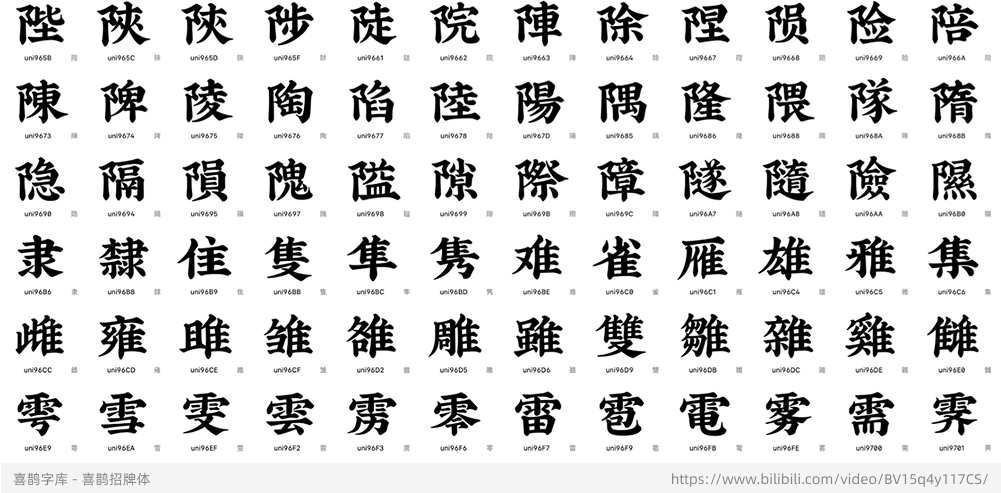 陛 陜 陝 陟 陡 院 陣 除 陧 陨 险 陪
uni965B 陛 uni965C 陜 uni965D 陝 uni965F 陟 uni9661 陡 uni9662 院 uni9663 陣 uni9664 除 uni9667 陧 uni9668 陨 uni9669 险 uni966A 陪
陳 陴 陵 陶 陷 陸 陽 隅 隆 隈 隊 隋
uni9673 陳 uni9674 陴 uni9675 陵 uni9676 陶 uni9677 陷 uni9678 陸 uni967D 陽 uni9685 隅 uni9686 隆 uni9688 隈 uni968A 隊 uni968B 隋
隐 隔 隕 隗 隘 隙 際 障 隧 隨 險 隰
uni9690 隐 uni9694 隔 uni9695 隕 uni9697 隗 uni9698 隘 uni9699 隙 uni969B 際 uni969C 障 uni96A7 隧 uni96A8 隨 uni96AA 險 uni96B0 隰
隶 隸 隹 隻 隼 隽 难 雀 雁 雄 雅 集
uni96B6 隶 uni96B8 隸 uni96B9 隹 uni96BB 隻 uni96BC 隼 uni96BD 隽 uni96BE 难 uni96C0 雀 uni96C1 雁 uni96C4 雄 uni96C5 雅 uni96C6 集
雌 雍 雎 雏 雒 雕 雖 雙 雛 雜 雞 雠
uni96CC 雌 uni96CD 雍 uni96CE 雎 uni96CF 雏 uni96D2 雒 uni96D5 雕 uni96D6 雖 uni96D9 雙 uni96DB 雛 uni96DC 雜 uni96DE 雞 uni96E0 雠
雩 雪 雯 雲 雳 零 雷 雹 電 雾 需 霁
uni96E9 雩 uni96EA 雪 uni96EF 雯 uni96F2 雲 uni96F3 雳 uni96F6 零 uni96F7 雷 uni96F9 雹 uni96FB 電 uni96FE 雾 uni9700 需 uni9701 霁
喜鹊字库 - 喜鹊招牌体 https://www.bilibili.com/video/BV15q4y117CS/